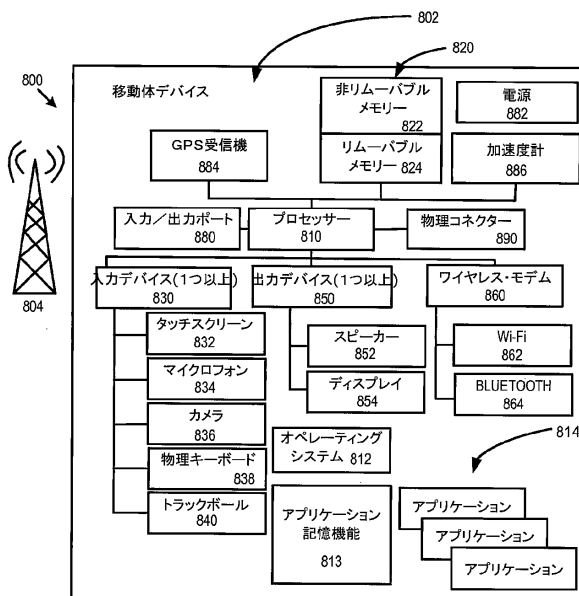 802
820
800
移動体デバイス
非リムーバブル
メモリー
822
電源
882
GPS受信機
884
リムーバブル
メモリー 824
加速度計
886
入力／出力ポート
880
プロセッサー
810
物理コネクター
890
804
入力デバイス(1つ以上)
830
出力デバイス(1つ以上)
850
ワイヤレス・モデム
860
タッチスクリーン
832
スピーカー
852
Wi-Fi
862
マイクロフォン
834
ディスプレイ
854
BLUETOOTH
864
カメラ
836
オペレーティング
システム 812
814
物理キーボード
838
トラックボール
840
アプリケーション
記憶機能
813
アプリケーション
アプリケーション
アプリケーション